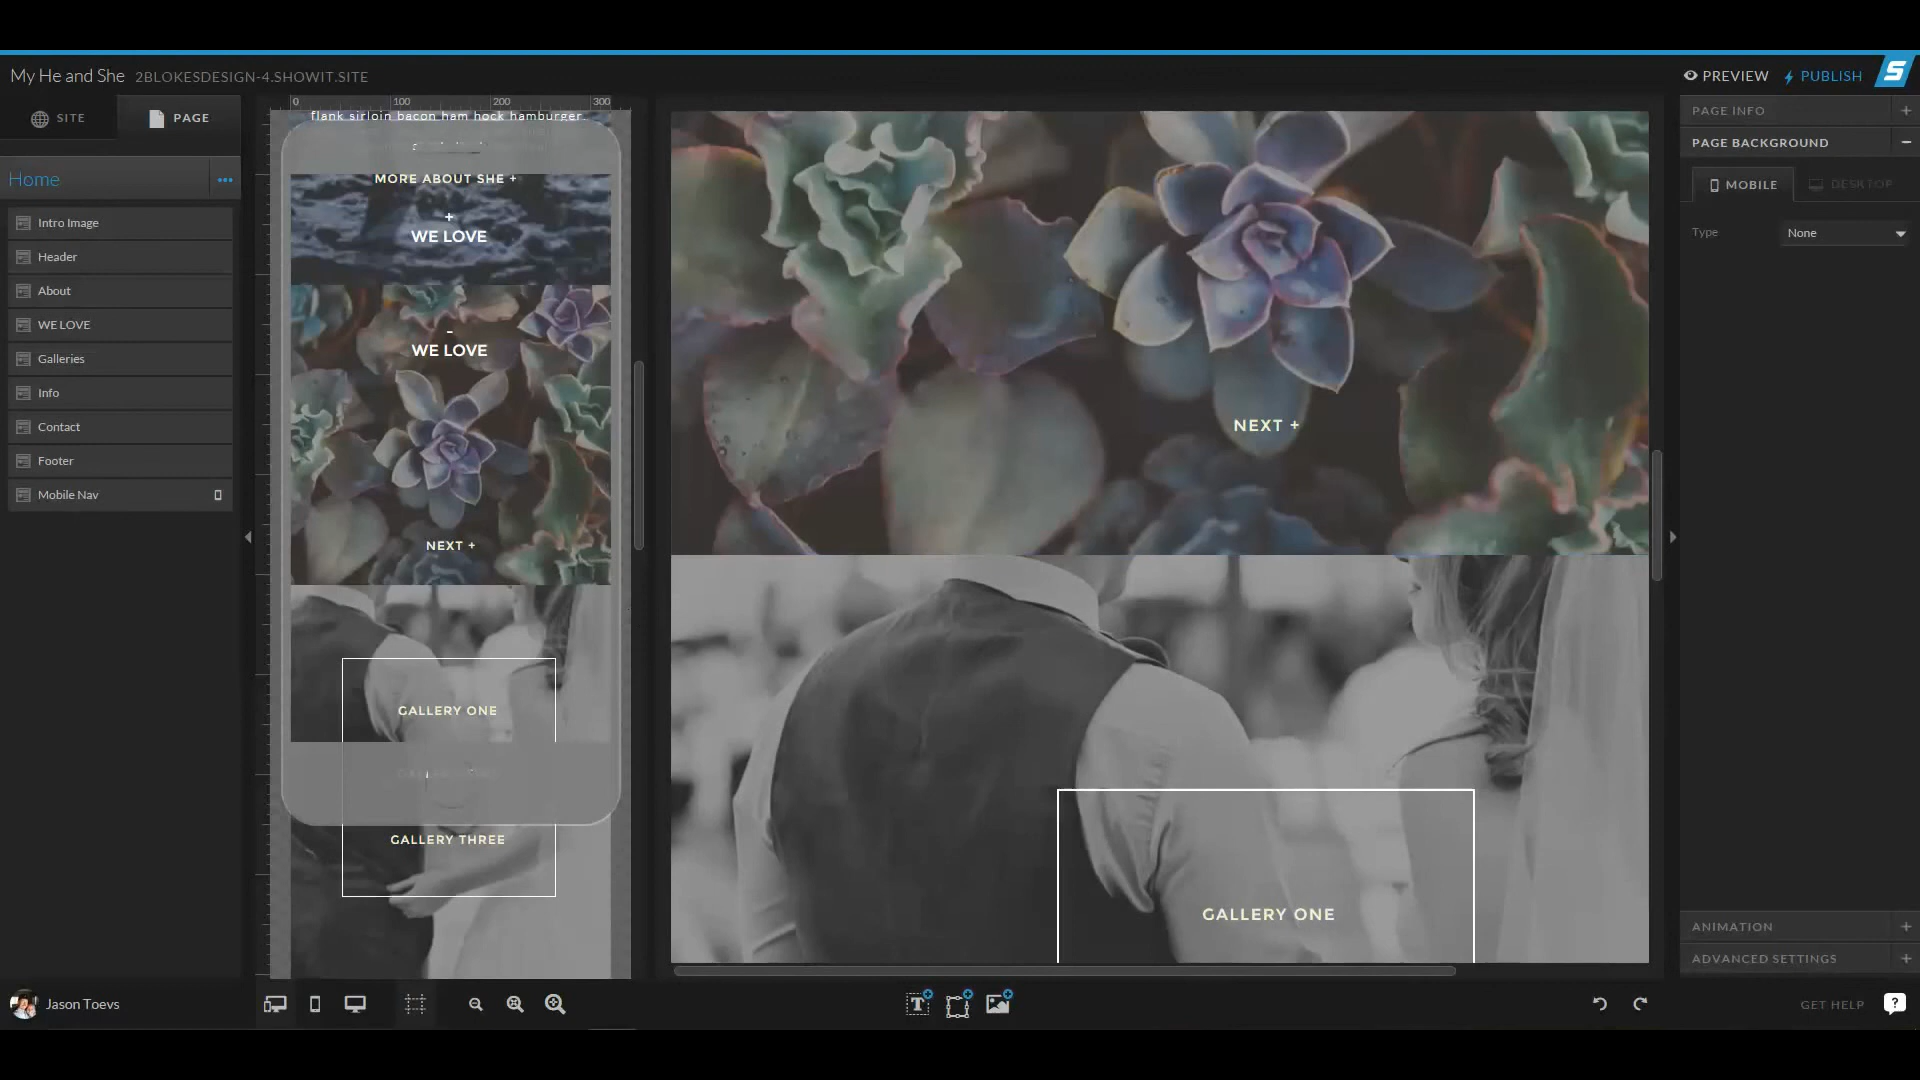 My He and She 2BLOKESDESIGN-4.SHOWIT.SITE
PREVIEW
PUBLISH
S
SITE
PAGE
Home
Intro Image
Header
About
WE LOVE
Galleries
Info
Contact
Footer
Mobile Nav
0 100 200 300
flank sirloin bacon ham hock hamburger.
MORE ABOUT SHE +
+
WE LOVE
-
WE LOVE
NEXT +
GALLERY ONE
GALLERY THREE
NEXT +
GALLERY ONE
PAGE INFO +
PAGE BACKGROUND −
MOBILE
DESKTOP
Type None
ANIMATION +
ADVANCED SETTINGS +
Jason Toevs
T
GET HELP ?